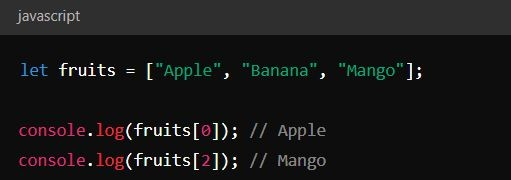 javascript
let fruits = ["Apple", "Banana", "Mango"];
console.log(fruits[0]); // Apple
console.log(fruits[2]); // Mango